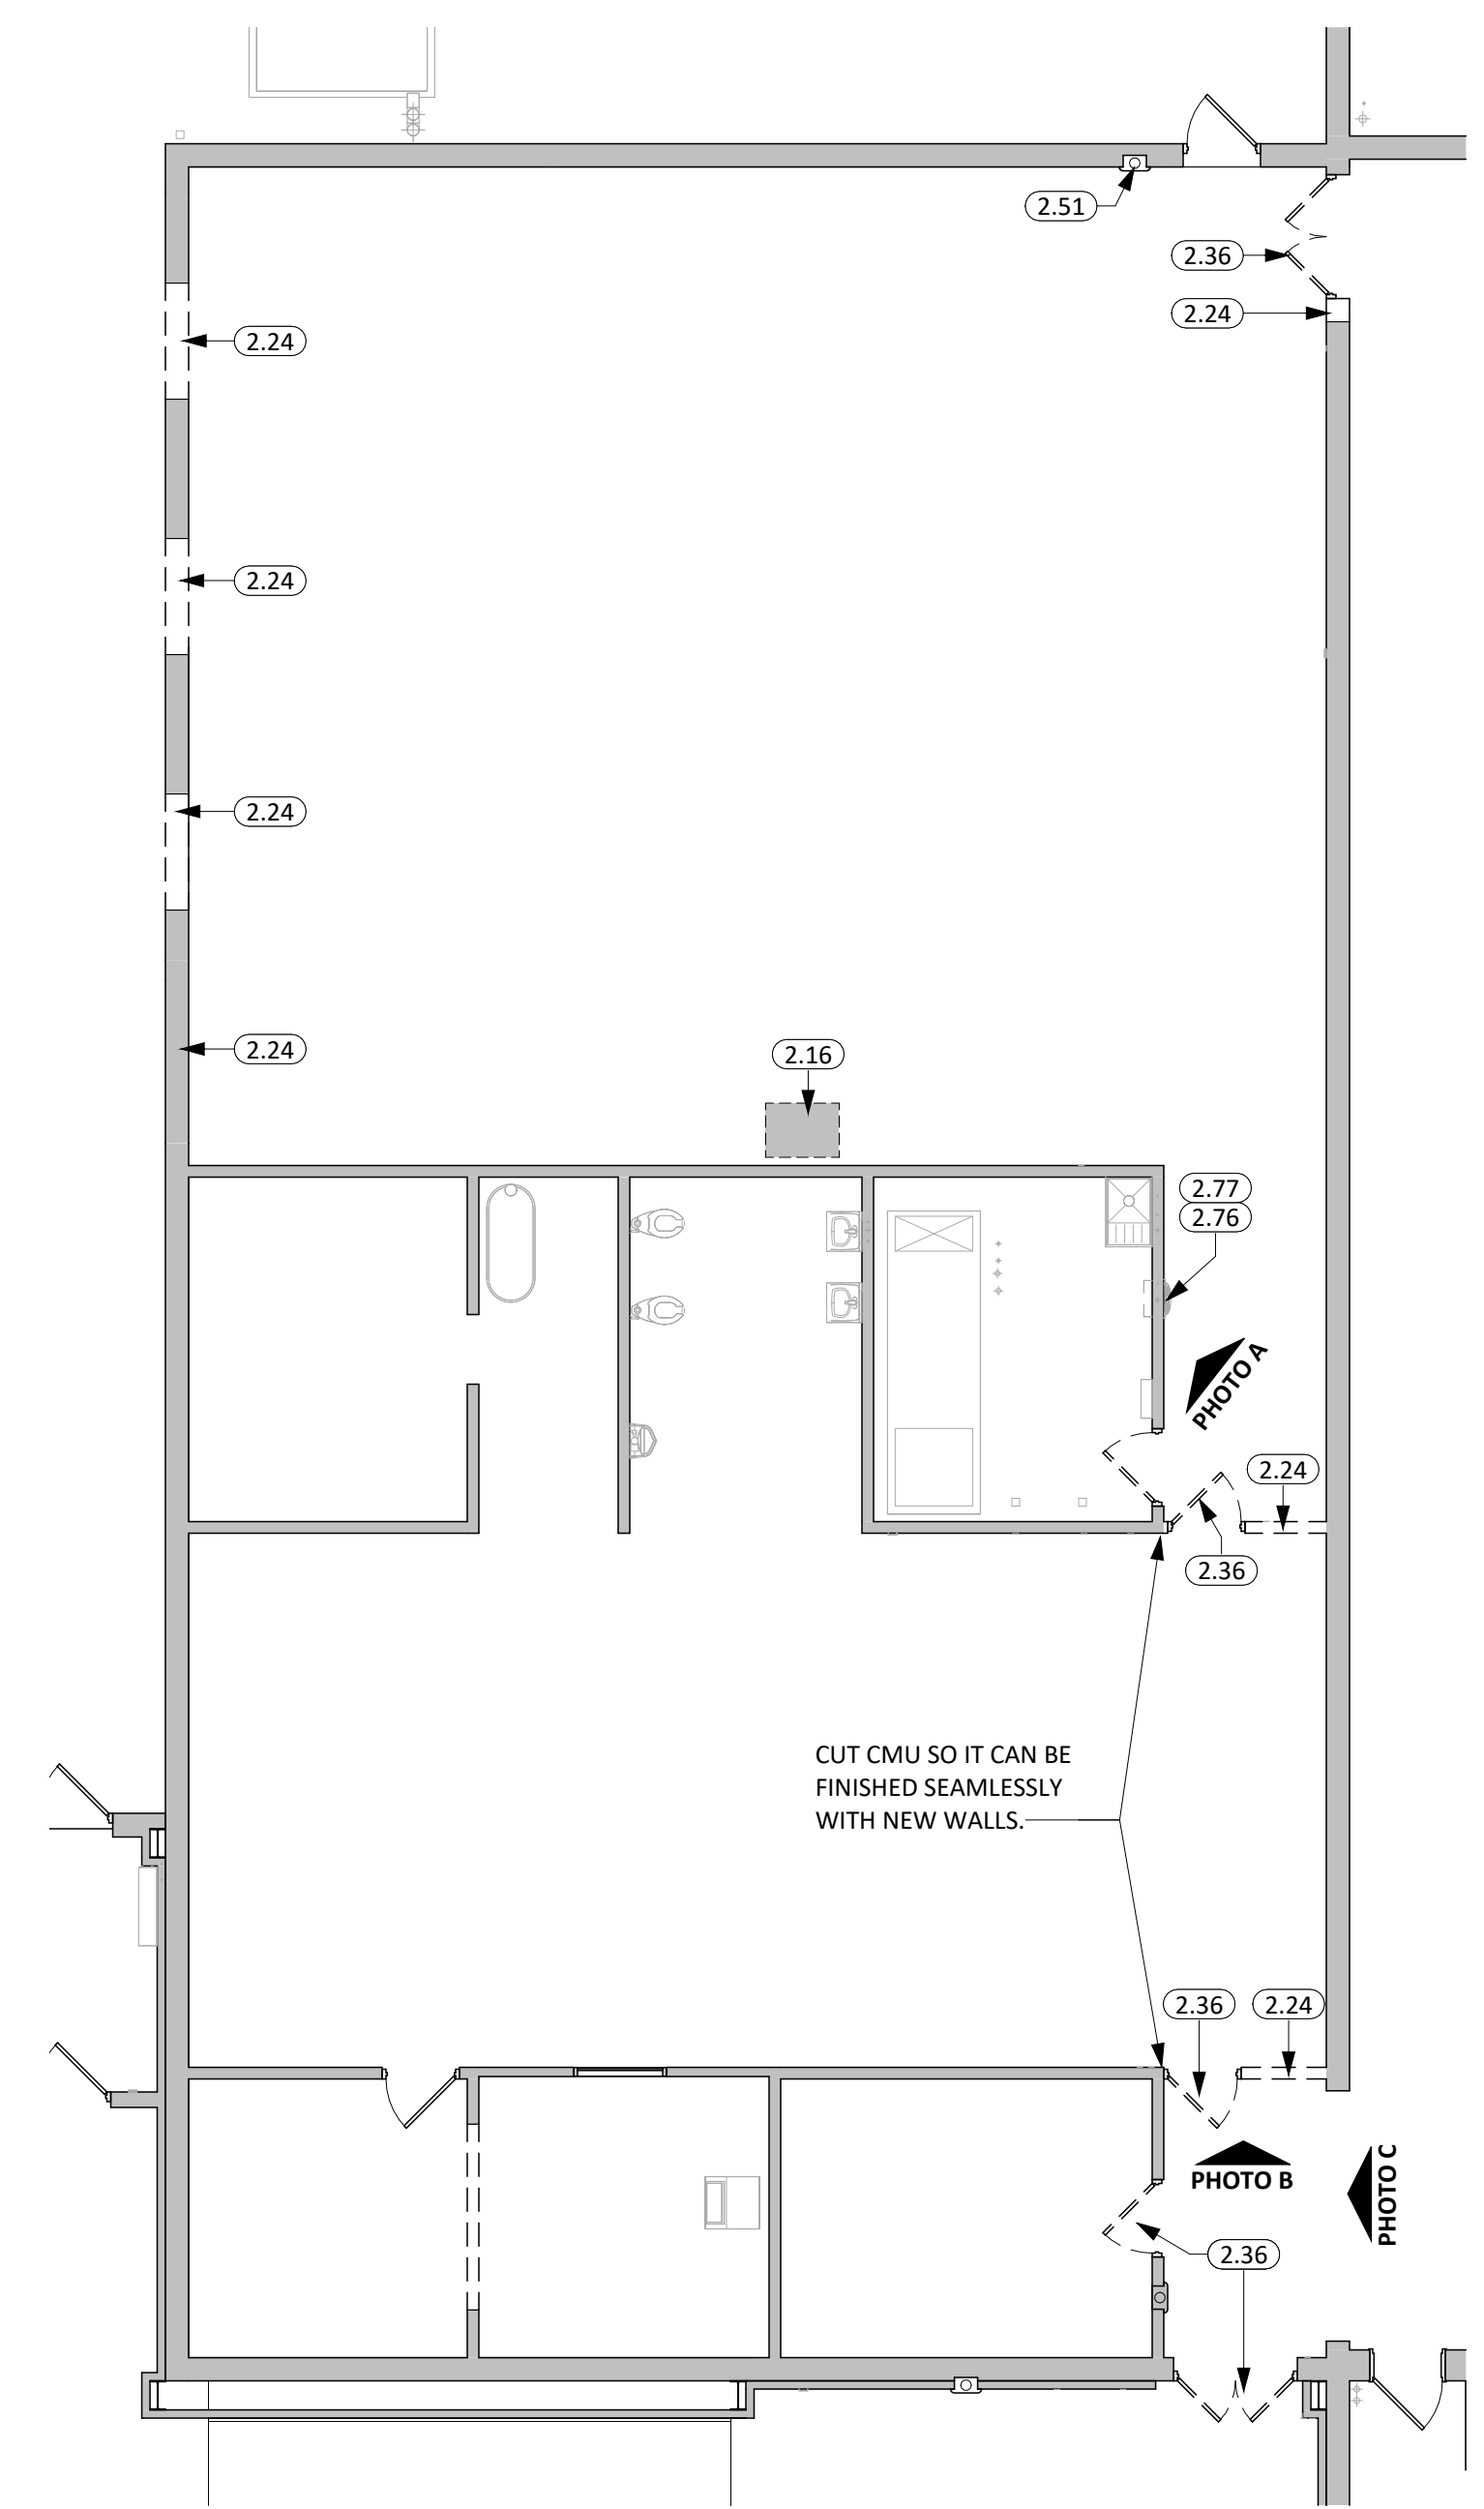 2.51
2.36
2.24
2.24
2.24
2.24
2.24
2.16
2.77
2.76
PHOTO A
2.24
2.36
CUT CMU SO IT CAN BE
FINISHED SEAMLESSLY
WITH NEW WALLS.
2.36
2.24
PHOTO B
PHOTO C
2.36